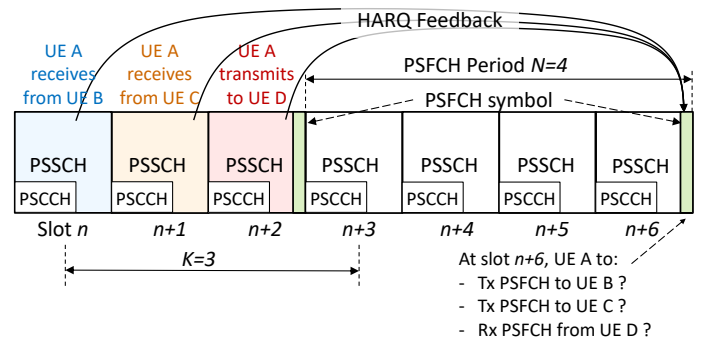 HARQ Feedback
UE A
receives
from UE B
UE A
receives
from UE C
UE A
transmits
to UE D
PSFCH Period N=4
PSFCH symbol
PSSCH
PSSCH
PSSCH
PSSCH
PSSCH
PSSCH
PSSCH
PSCCH
PSCCH
PSCCH
PSCCH
PSCCH
PSCCH
PSCCH
Slot n
n+1
n+2
n+3
n+4
n+5
n+6
K=3
At slot n+6, UE A to:
- Tx PSFCH to UE B ?
- Tx PSFCH to UE C ?
- Rx PSFCH from UE D ?